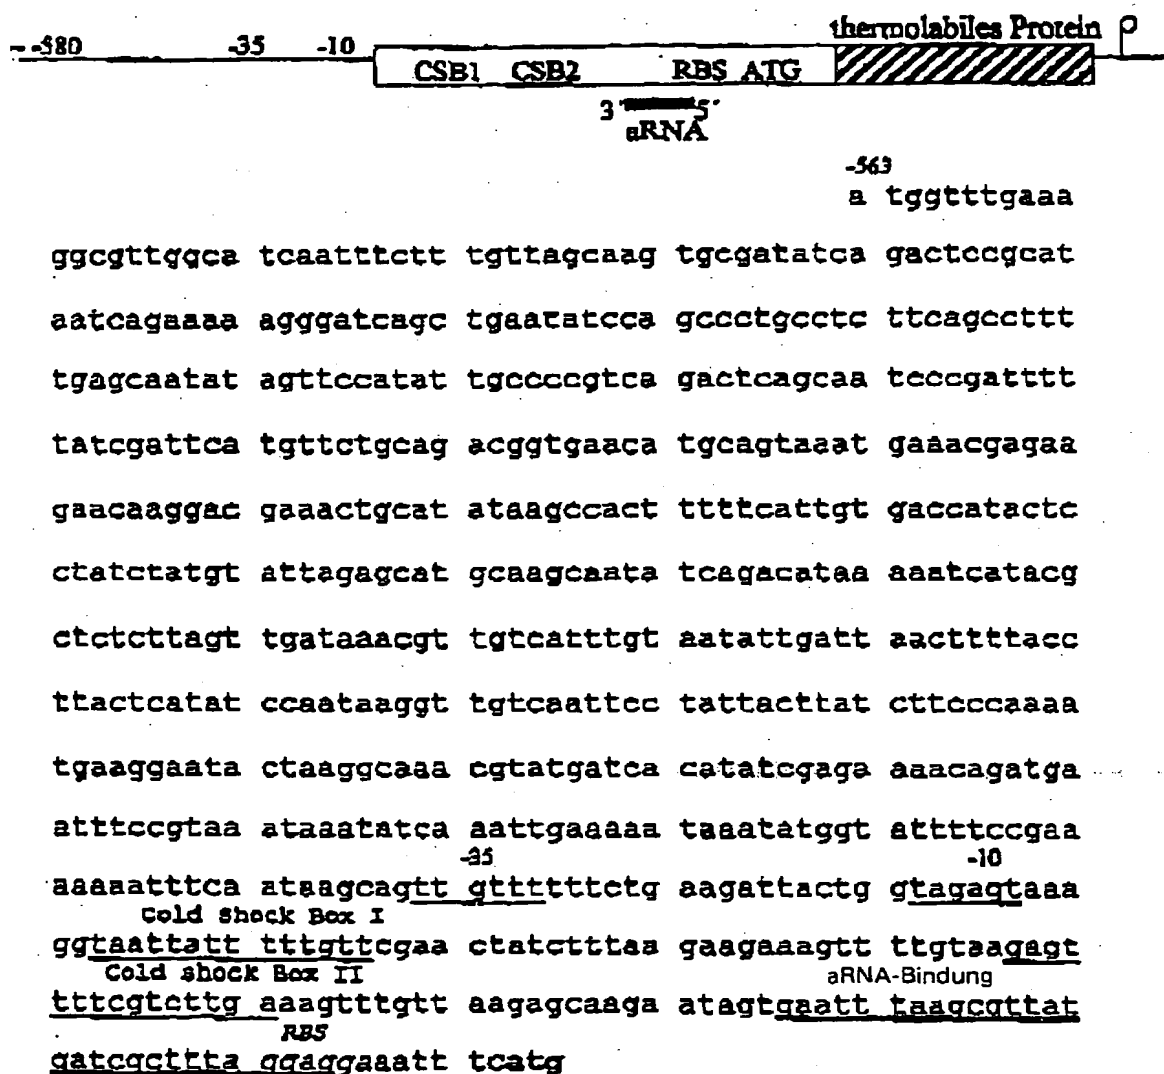 thermolabiles Protein
-580 -35 -10
CSB1 CSB2 RBS ATG
3' 5'
aRNA
-563
a tggtttgaaa
ggcgttggca tcaatttctt tgttagcaag tgcgatatca gactccgcat
aatcagaaaa agggatcagc tgaatatcca gccctgcctc ttcagccttt
tgagcaatat agttccatat tgccccgtca gactcagcaa tcccgatttt
tatcgattca tgttctgcag acggtgaaca tgcagtaaat gaaacgagaa
gaacaaggac gaaactgcat ataagccact ttttcattgt gaccatactc
ctatctatgt attagagcat gcaagcaata tcagacataa aaatcatacg
ctctcttagt tgataaacgt tgtcatttgt aatattgatt aacttttacc
ttactcatat ccaataaggt tgtcaattcc tattacttat cttcccaaaa
tgaaggaata ctaaggcaaa cgtatgatca catatcgaga aaacagatga
atttccgtaa ataaatatca aattgaaaaa taaatatggt attttccgaa
-35 -10
aaaaatttca ataagcagtt gttttttctg aagattactg gtagagtaaa
Cold Shock Box I
ggtaattatt tttgttcgaa ctatctttaa gaagaaagtt ttgtaagagt
Cold shock Box II aRNA-Bindung
tttcgtcttg aaagtttgtt aagagcaaga atagtgaatt taagcgttat
RBS
gatcgcttta ggaggaaatt tcatg